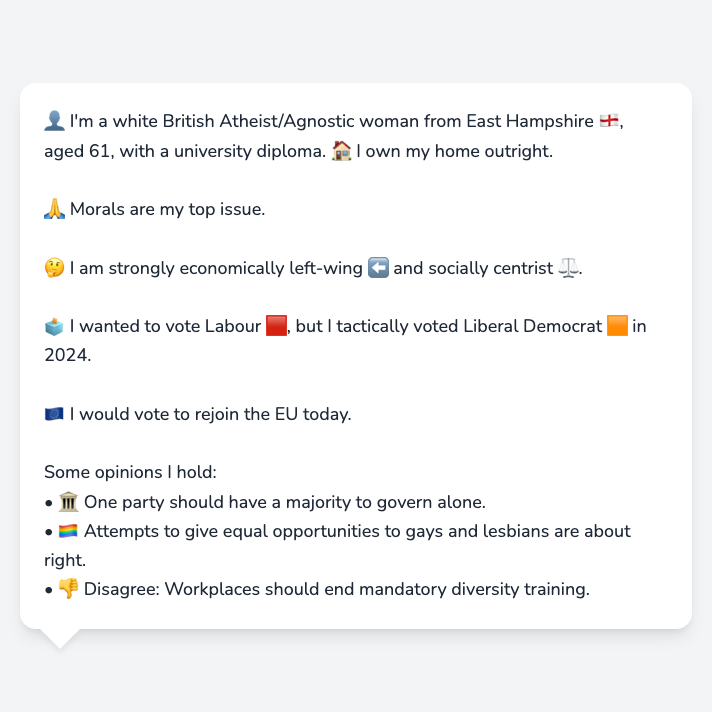 👤 I'm a white British Atheist/Agnostic woman from East Hampshire 🏴󠁧󠁢󠁥󠁮󠁧󠁿,
aged 61, with a university diploma. 🏠 I own my home outright.
🙏 Morals are my top issue.
🤔 I am strongly economically left-wing ⬅️ and socially centrist ⚖️.
🗳️ I wanted to vote Labour 🟥, but I tactically voted Liberal Democrat 🟧 in
2024.
🇪🇺 I would vote to rejoin the EU today.
Some opinions I hold:
• 🏛️ One party should have a majority to govern alone.
• 🏳️‍🌈 Attempts to give equal opportunities to gays and lesbians are about
right.
• 👎 Disagree: Workplaces should end mandatory diversity training.